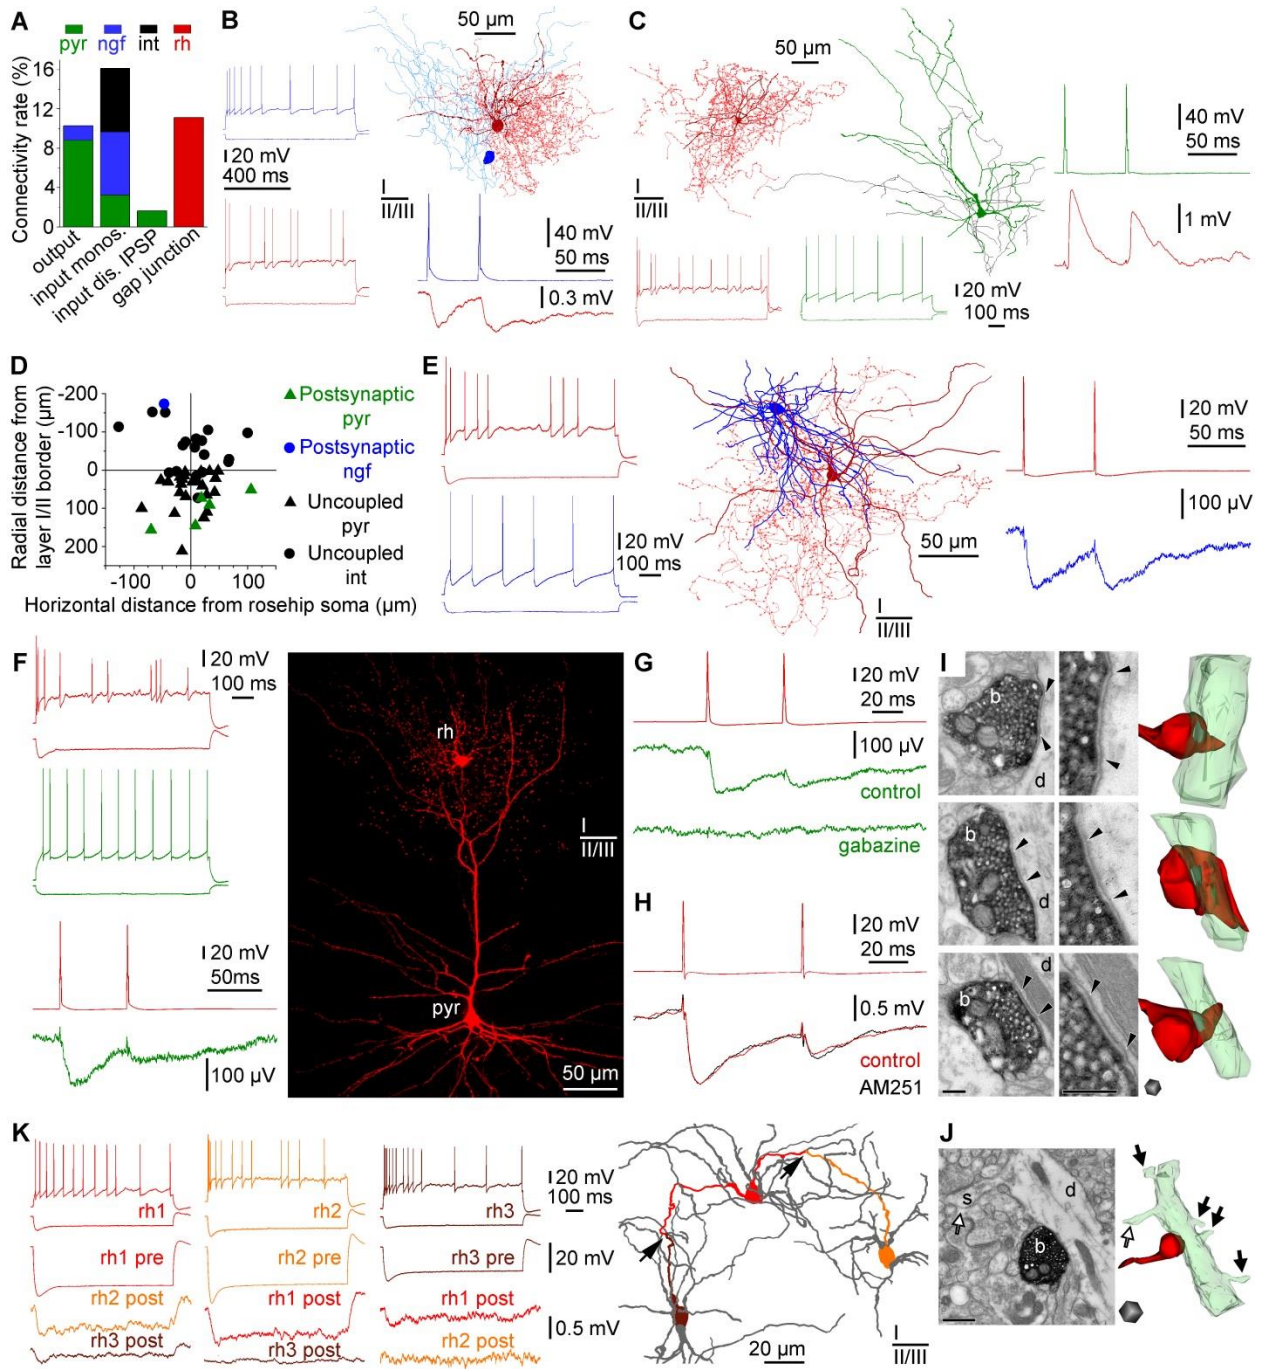 A
pyr ngf int rh
Connectivity rate (%)
16
12
8
4
0
output
input monos.
input dis. IPSP
gap junction
B
50 µm
20 mV
400 ms
I
II/III
40 mV
50 ms
0.3 mV
C
50 µm
I
II/III
40 mV
50 ms
1 mV
20 mV
100 ms
D
Radial distance from
layer I/II border (µm)
-200
-100
0
100
200
-100 0 50 100
Horizontal distance from rosehip soma (µm)
Postsynaptic
pyr
Postsynaptic
ngf
Uncoupled
pyr
Uncoupled
int
E
20 mV
100 ms
50 µm
I
II/III
20 mV
50 ms
100 µV
F
20 mV
100 ms
20 mV
50ms
100 µV
rh
I
II/III
pyr
50 µm
G
20 mV
20 ms
100 µV
control
gabazine
H
20 mV
20 ms
0.5 mV
control
AM251
I
b
d
b
d
d
b
J
s
d
b
K
rh1
rh2
rh3
20 mV
100 ms
rh1 pre
rh2 pre
rh3 pre
20 mV
rh2 post
rh1 post
rh1 post
rh3 post
rh3 post
rh2 post
0.5 mV
20 µm
I
II/III